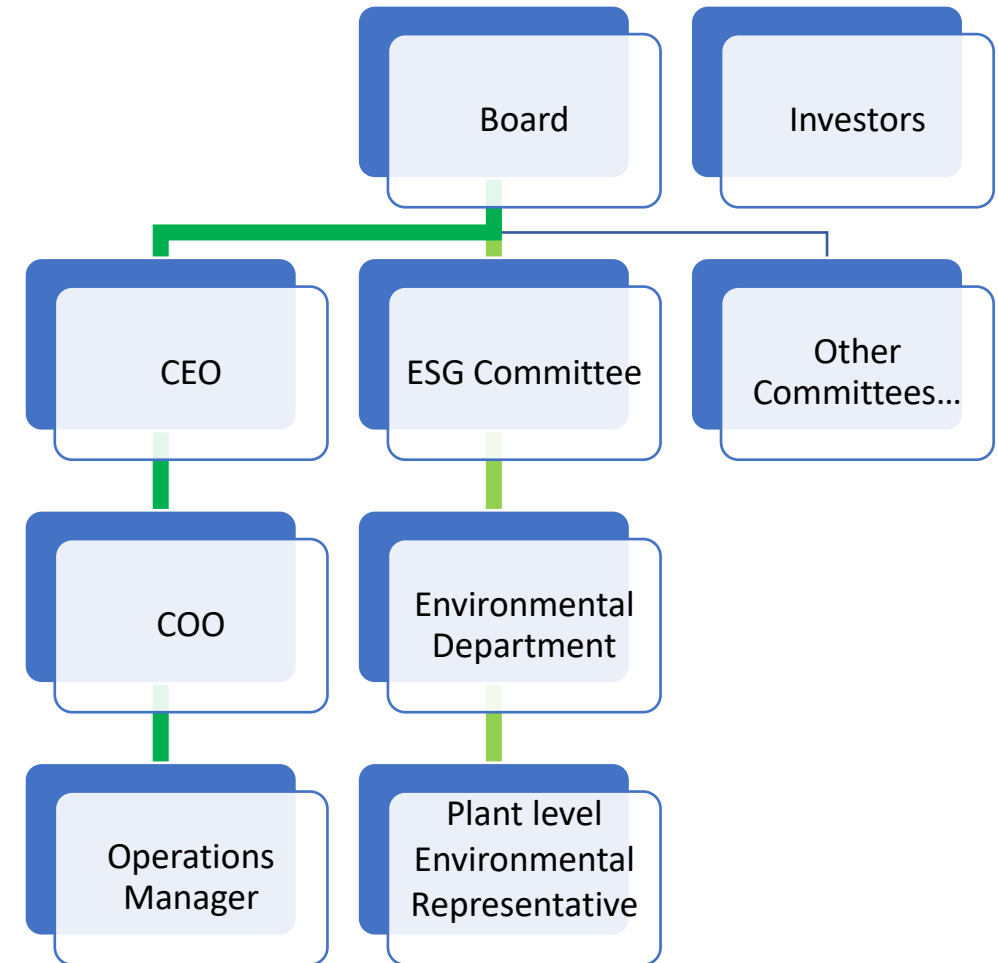 Board
Investors
CEO
ESG Committee
Other
Committees…
COO
Environmental
Department
Operations
Manager
Plant level
Environmental
Representative